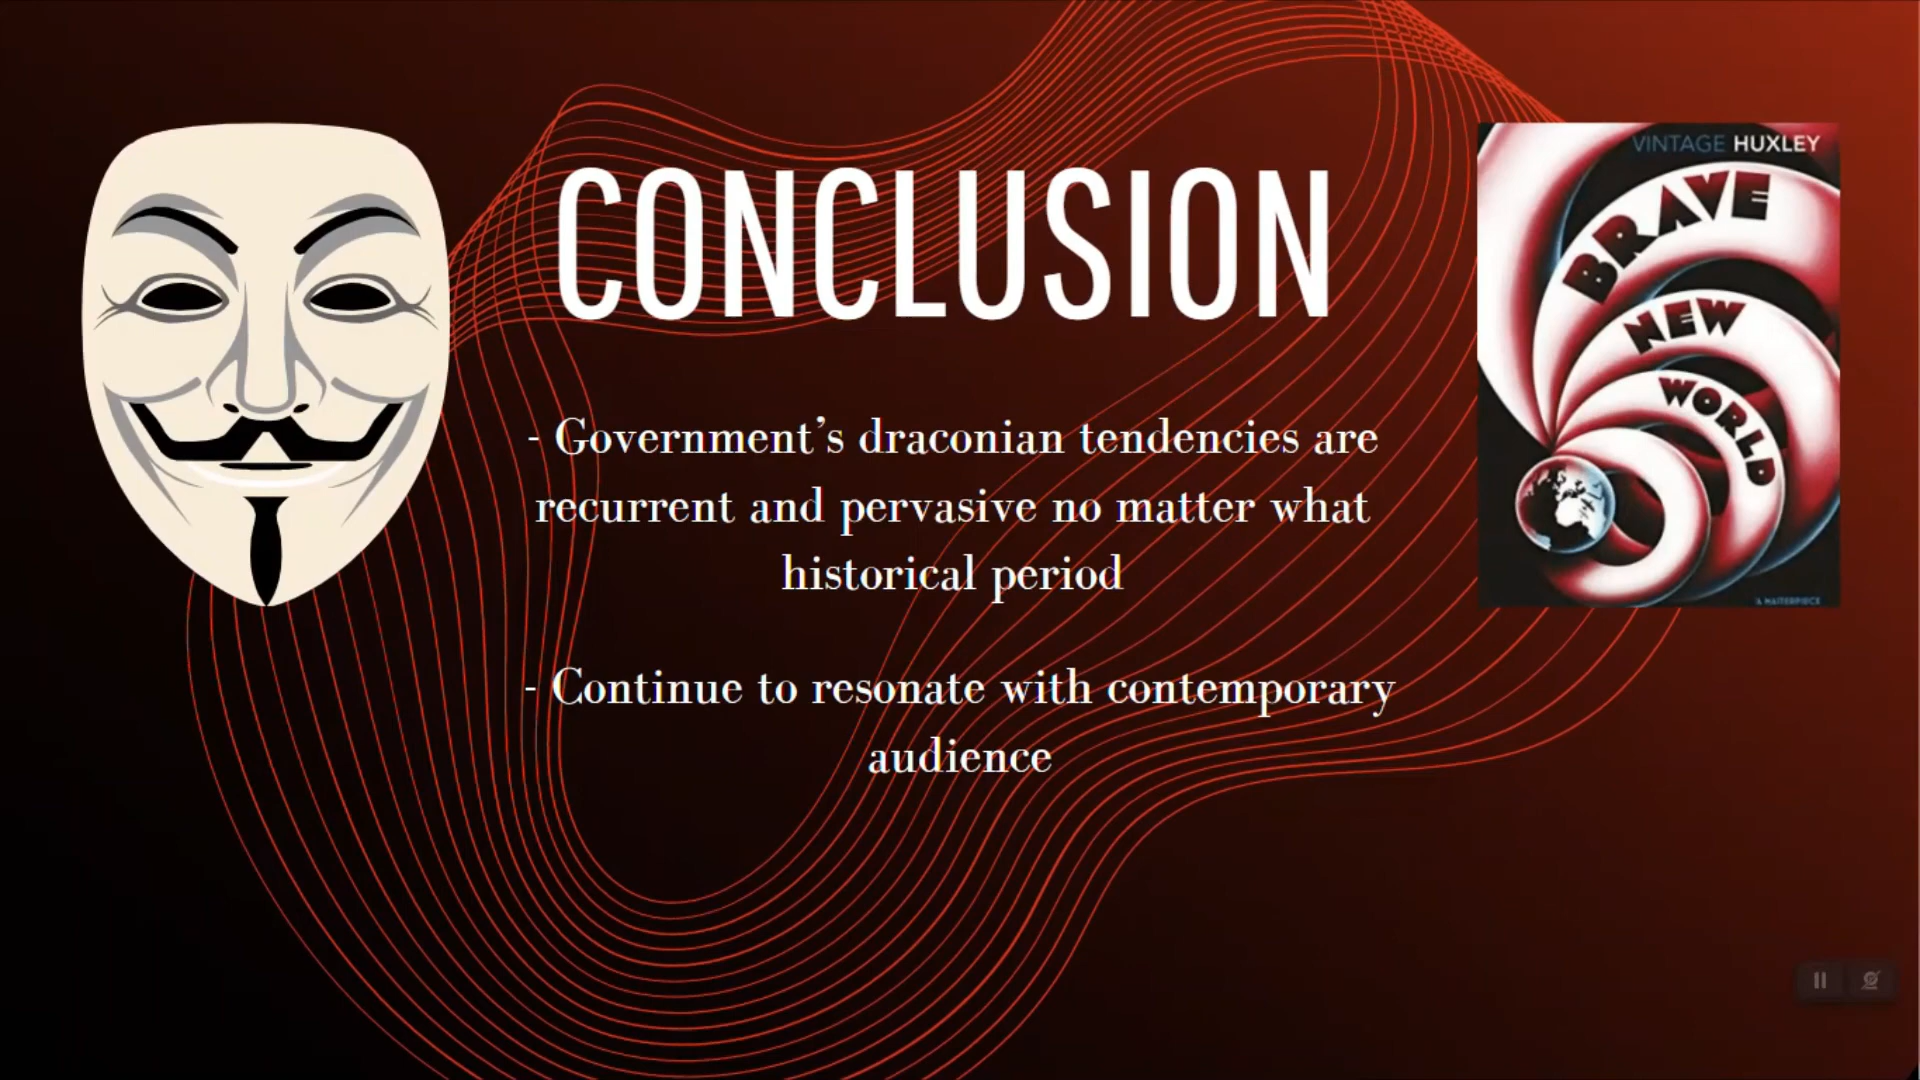 VINTAGE HUXLEY
BRAVE
NEW
WORLD
A MASTERPIECE
CONCLUSION
- Government’s draconian tendencies are
recurrent and pervasive no matter what
historical period
- Continue to resonate with contemporary
audience